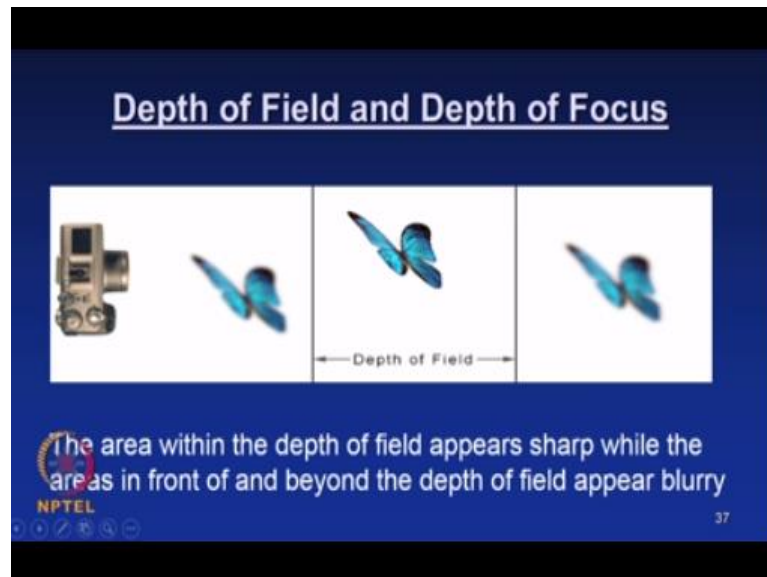 Depth of Field and Depth of Focus
Depth of Field
The area within the depth of field appears sharp while the
areas in front of and beyond the depth of field appear blurry
NPTEL
37